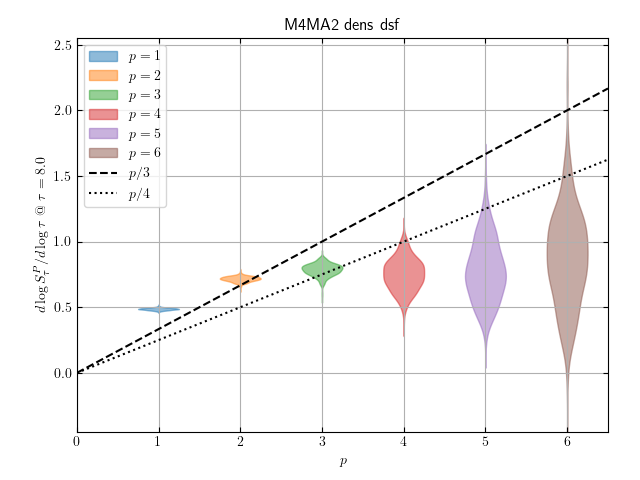 M4MA2 dens dsf
d log S_τ^P / d log τ @ τ = 8.0
2.5
2.0
1.5
1.0
0.5
0.0
p = 1
p = 2
p = 3
p = 4
p = 5
p = 6
p/3
p/4
0 1 2 3 4 5 6
p